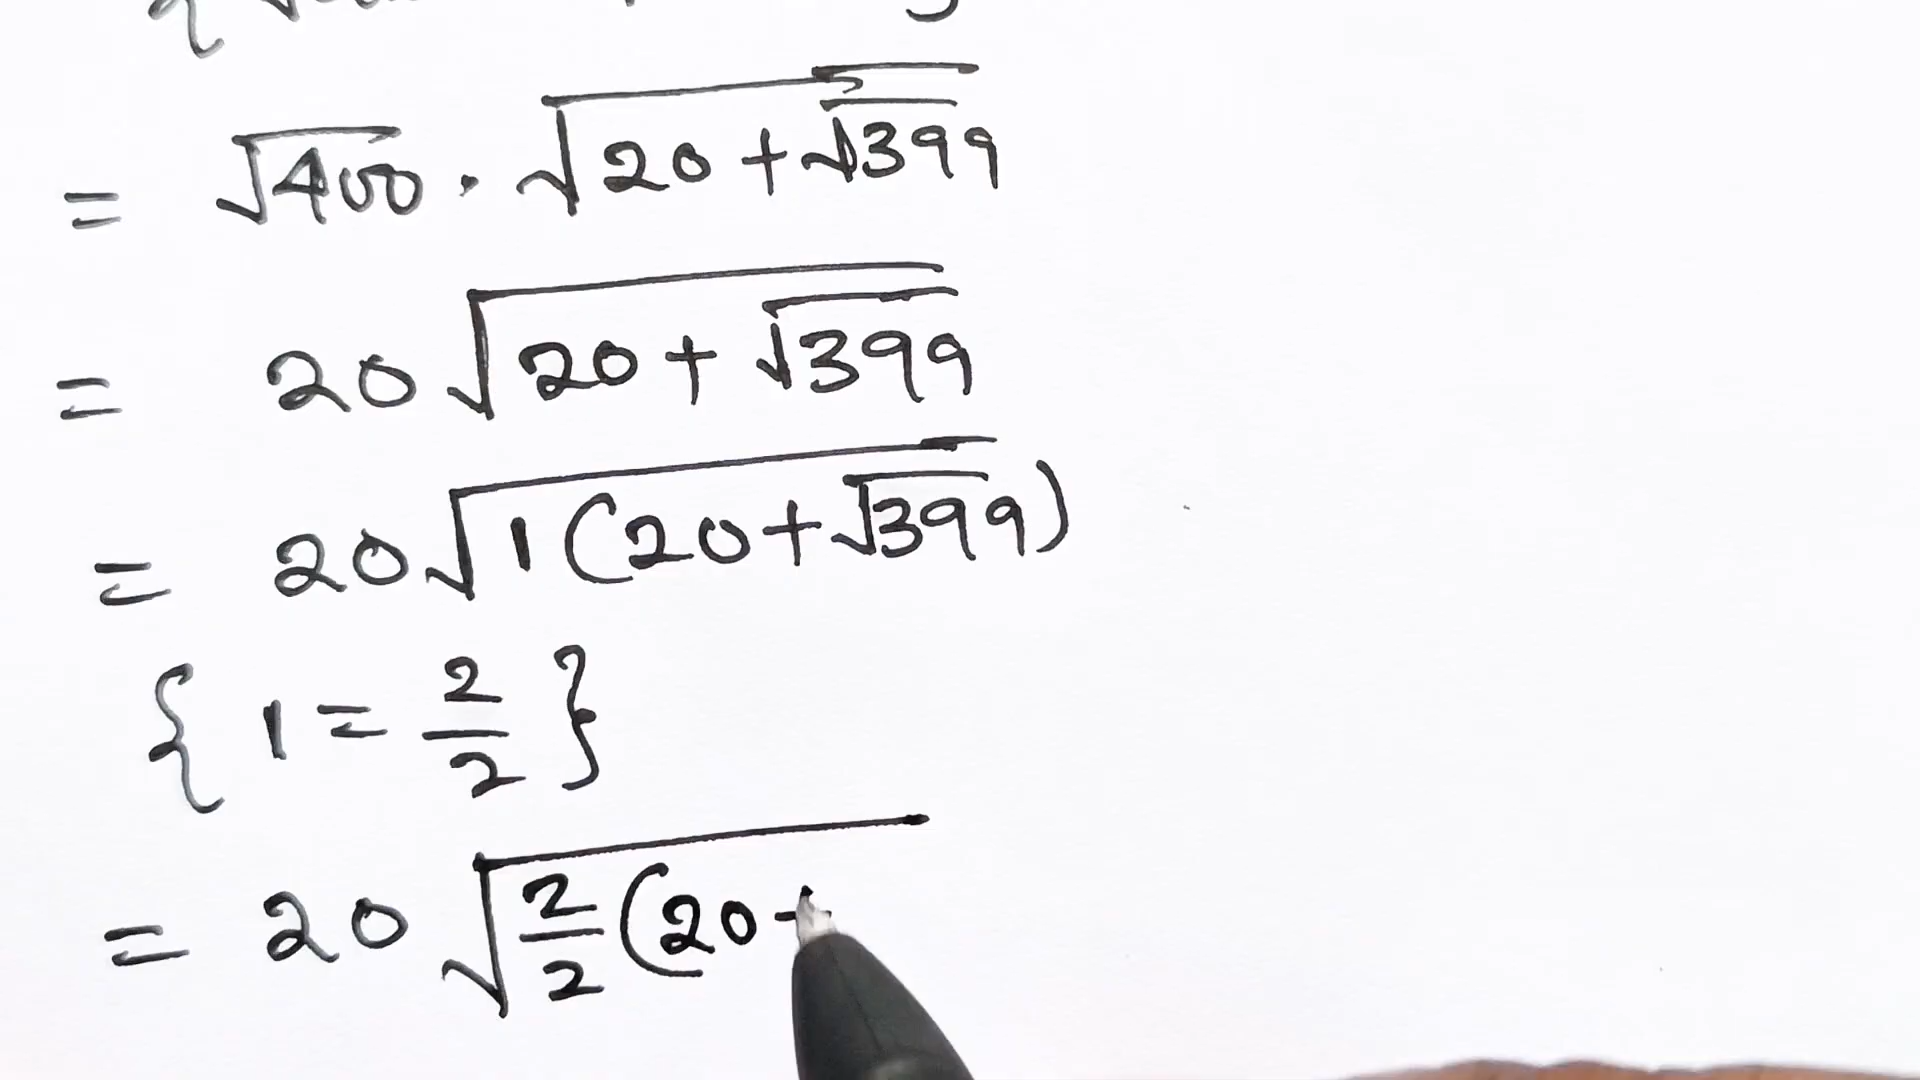 = √400 · √(20 + √399)
= 20 √(20 + √399)
= 20 √(1 (20 + √399))
{ 1 = 2/2 }
= 20 √(2/2 (20 +